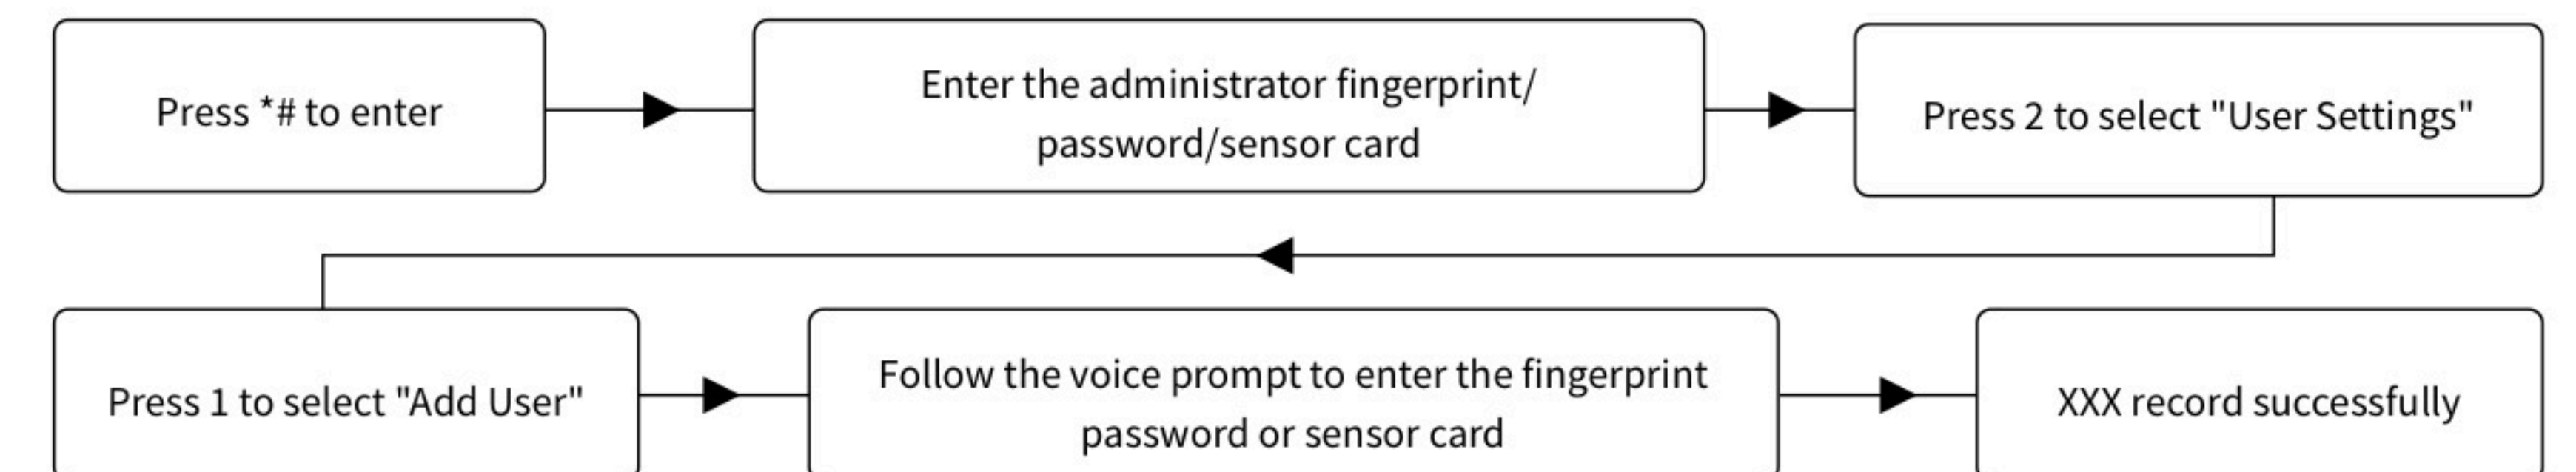 Press *# to enter
Enter the administrator fingerprint/
password/sensor card
Press 2 to select "User Settings"
Press 1 to select "Add User"
Follow the voice prompt to enter the fingerprint
password or sensor card
XXX record successfully